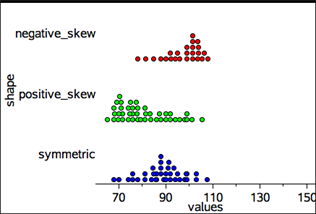 negative_skew
positive_skew
shape
symmetric
70 90 110 130 150
values